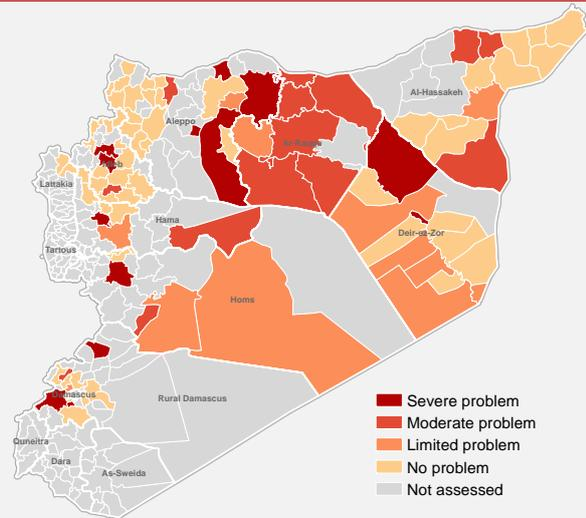 Al-Hassakeh
Aleppo
Ar-Raqqa
Idleb
Lattakia
Hama
Deir-ez-Zor
Tartous
Homs
Damascus
Rural Damascus
Quneitra
Dara
As-Sweida
Severe problem
Moderate problem
Limited problem
No problem
Not assessed